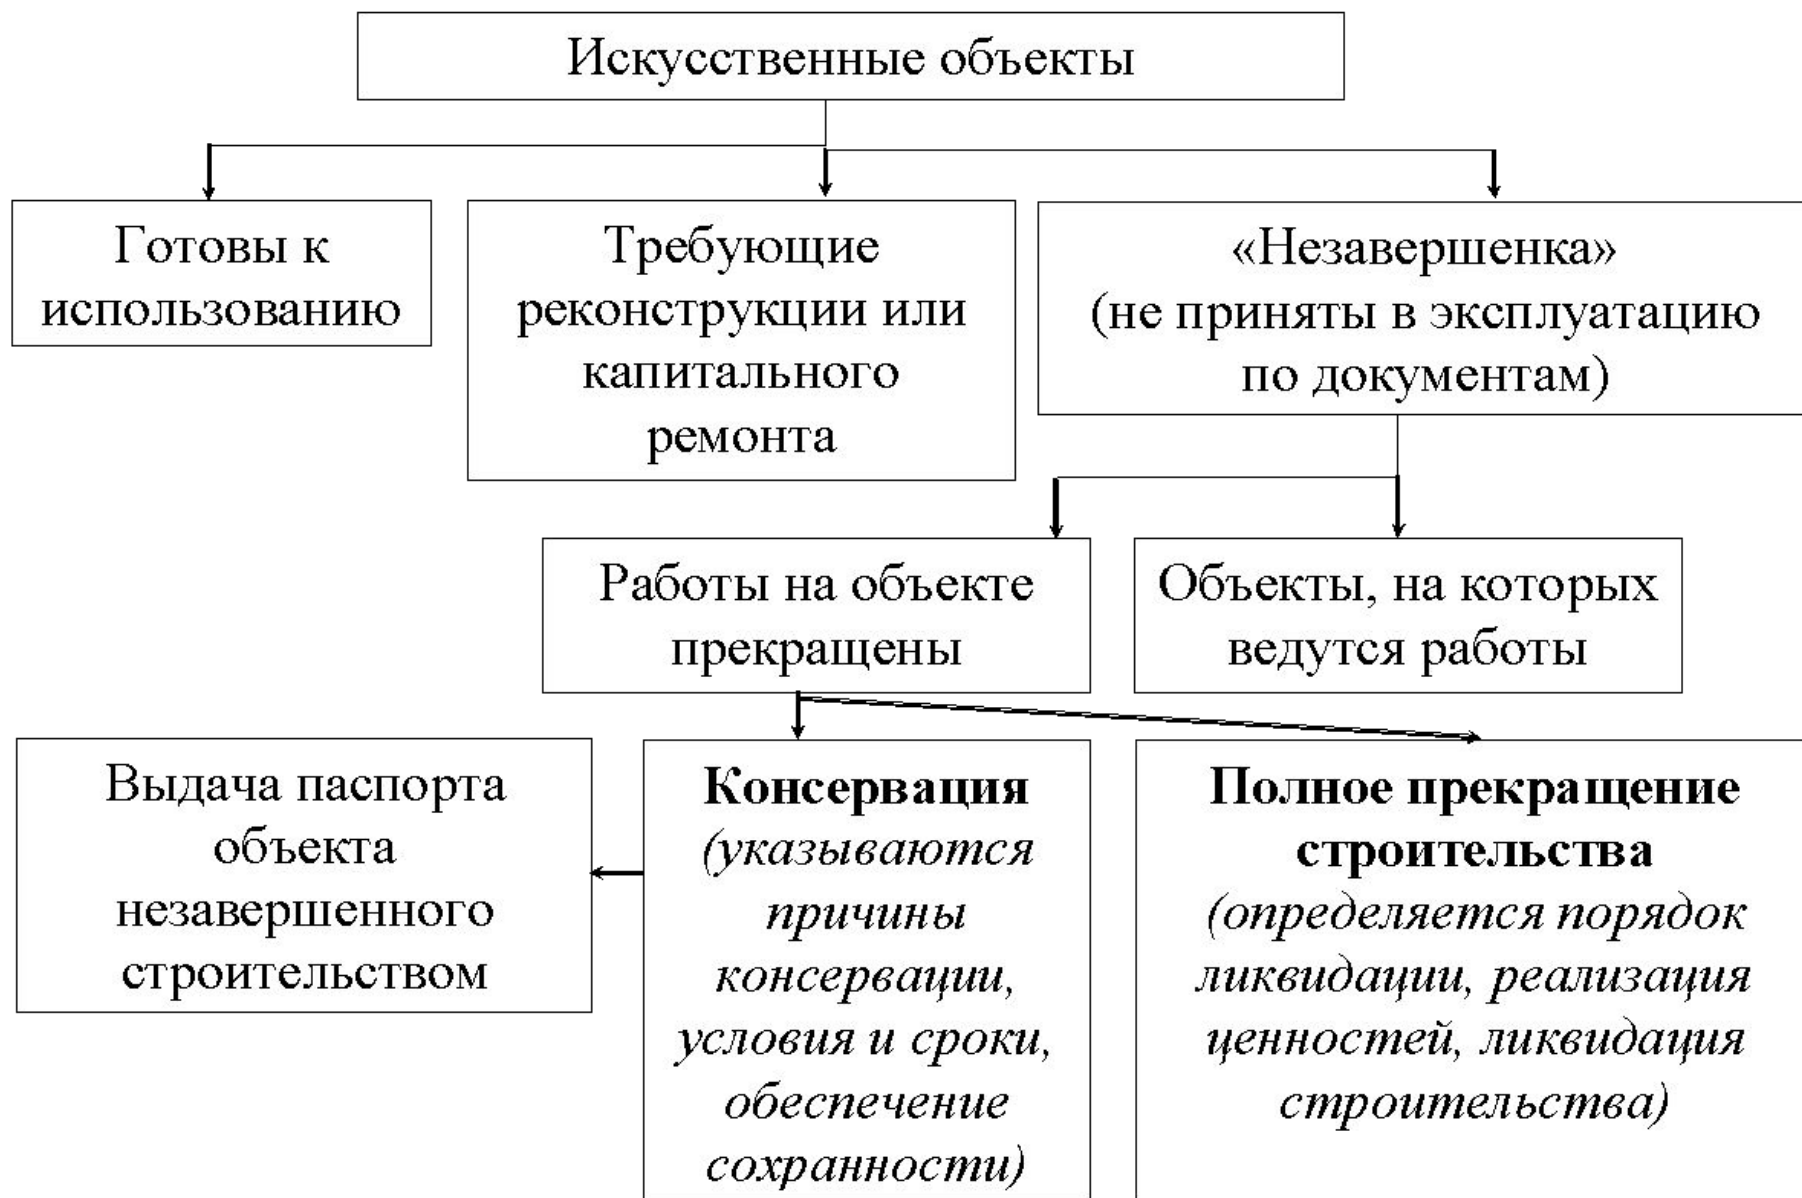 Искусственные объекты
Готовы к
использованию
Требующие
реконструкции или
капитального
ремонта
«Незавершенка»
(не приняты в эксплуатацию
по документам)
Работы на объекте
прекращены
Объекты, на которых
ведутся работы
Выдача паспорта
объекта
незавершенного
строительством
Консервация
(указываются
причины
консервации,
условия и сроки,
обеспечение
сохранности)
Полное прекращение
строительства
(определяется порядок
ликвидации, реализация
ценностей, ликвидация
строительства)